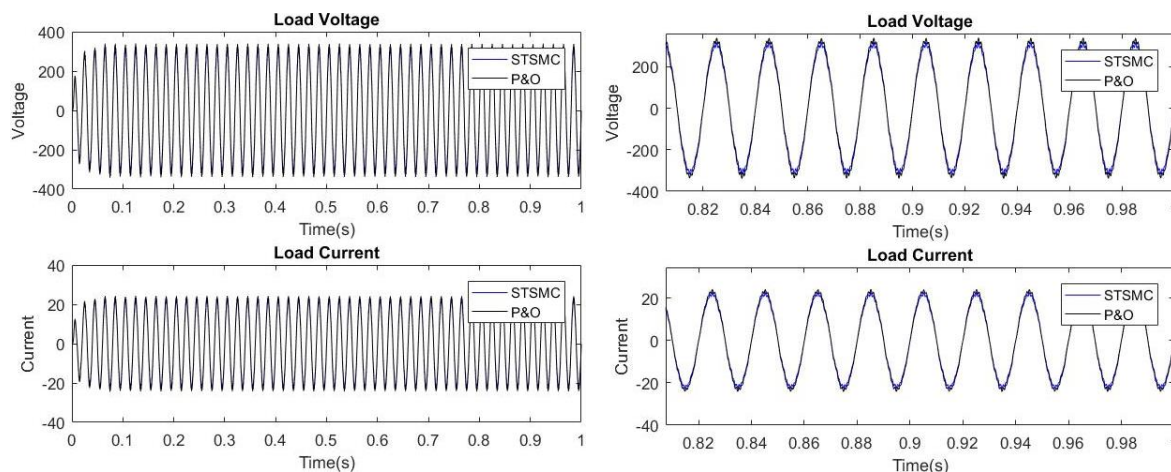 Load Voltage
400
200
0
-200
-400
Voltage
STSMC
P&O
0 0.1 0.2 0.3 0.4 0.5 0.6 0.7 0.8 0.9 1
Time(s)
Load Voltage
200
0
-200
-400
Voltage
STSMC
P&O
0.82 0.84 0.86 0.88 0.9 0.92 0.94 0.96 0.98 1
Time(s)
Load Current
40
20
0
-20
-40
Current
STSMC
P&O
0 0.1 0.2 0.3 0.4 0.5 0.6 0.7 0.8 0.9 1
Time(s)
Load Current
20
0
-20
-40
Current
STSMC
P&O
0.82 0.84 0.86 0.88 0.9 0.92 0.94 0.96 0.98 1
Time(s)